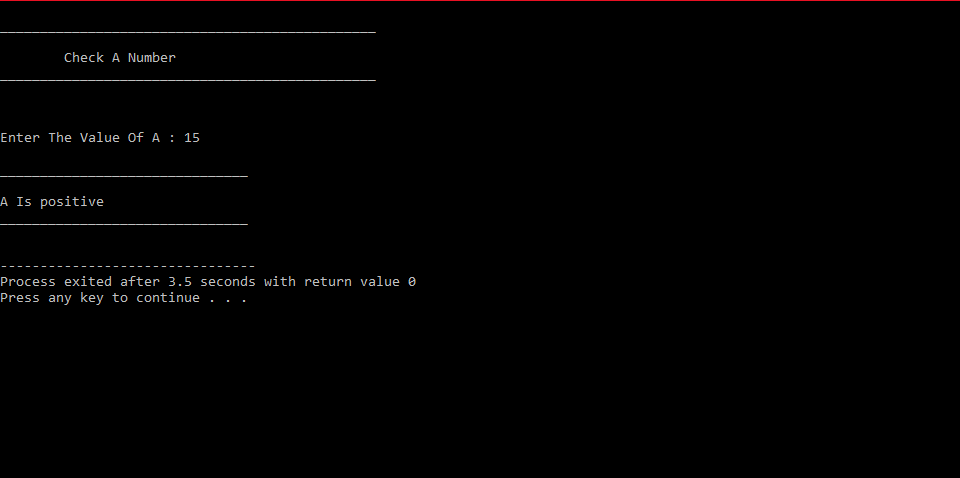 _______________________________________________
Check A Number
_______________________________________________
Enter The Value Of A : 15
_______________________________
A Is positive
_______________________________
--------------------------------
Process exited after 3.5 seconds with return value 0
Press any key to continue . . .